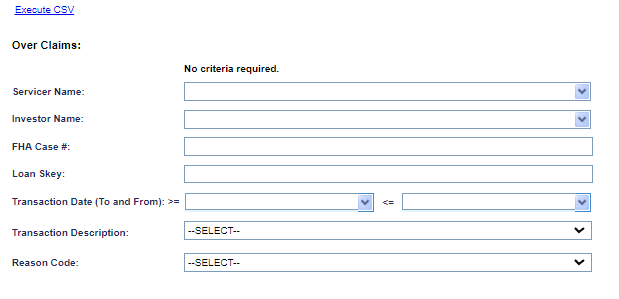 Execute CSV
Over Claims:
No criteria required.
Servicer Name:
Investor Name:
FHA Case #:
Loan Skey:
Transaction Date (To and From): >= <=
Transaction Description: --SELECT--
Reason Code: --SELECT--